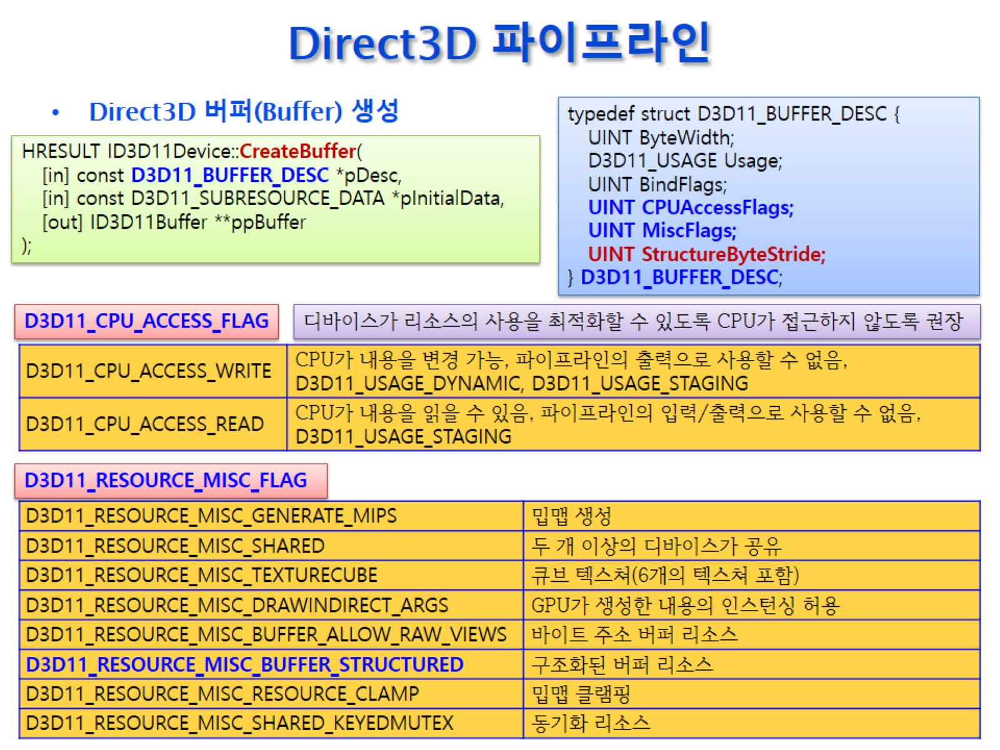 Direct3D 파이프라인
• Direct3D 버퍼(Buffer) 생성
HRESULT ID3D11Device::CreateBuffer(
[in] const D3D11_BUFFER_DESC *pDesc,
[in] const D3D11_SUBRESOURCE_DATA *pInitialData,
[out] ID3D11Buffer **ppBuffer
);
typedef struct D3D11_BUFFER_DESC {
UINT ByteWidth;
D3D11_USAGE Usage;
UINT BindFlags;
UINT CPUAccessFlags;
UINT MiscFlags;
UINT StructureByteStride;
} D3D11_BUFFER_DESC;
D3D11_CPU_ACCESS_FLAG
디바이스가 리소스의 사용을 최적화할 수 있도록 CPU가 접근하지 않도록 권장
D3D11_CPU_ACCESS_WRITE
CPU가 내용을 변경 가능, 파이프라인의 출력으로 사용할 수 없음,
D3D11_USAGE_DYNAMIC, D3D11_USAGE_STAGING
D3D11_CPU_ACCESS_READ
CPU가 내용을 읽을 수 있음, 파이프라인의 입력/출력으로 사용할 수 없음,
D3D11_USAGE_STAGING
D3D11_RESOURCE_MISC_FLAG
D3D11_RESOURCE_MISC_GENERATE_MIPS 밉맵 생성
D3D11_RESOURCE_MISC_SHARED 두 개 이상의 디바이스가 공유
D3D11_RESOURCE_MISC_TEXTURECUBE 큐브 텍스쳐(6개의 텍스쳐 포함)
D3D11_RESOURCE_MISC_DRAWINDIRECT_ARGS GPU가 생성한 내용의 인스턴싱 허용
D3D11_RESOURCE_MISC_BUFFER_ALLOW_RAW_VIEWS 바이트 주소 버퍼 리소스
D3D11_RESOURCE_MISC_BUFFER_STRUCTURED 구조화된 버퍼 리소스
D3D11_RESOURCE_MISC_RESOURCE_CLAMP 밉맵 클램핑
D3D11_RESOURCE_MISC_SHARED_KEYEDMUTEX 동기화 리소스